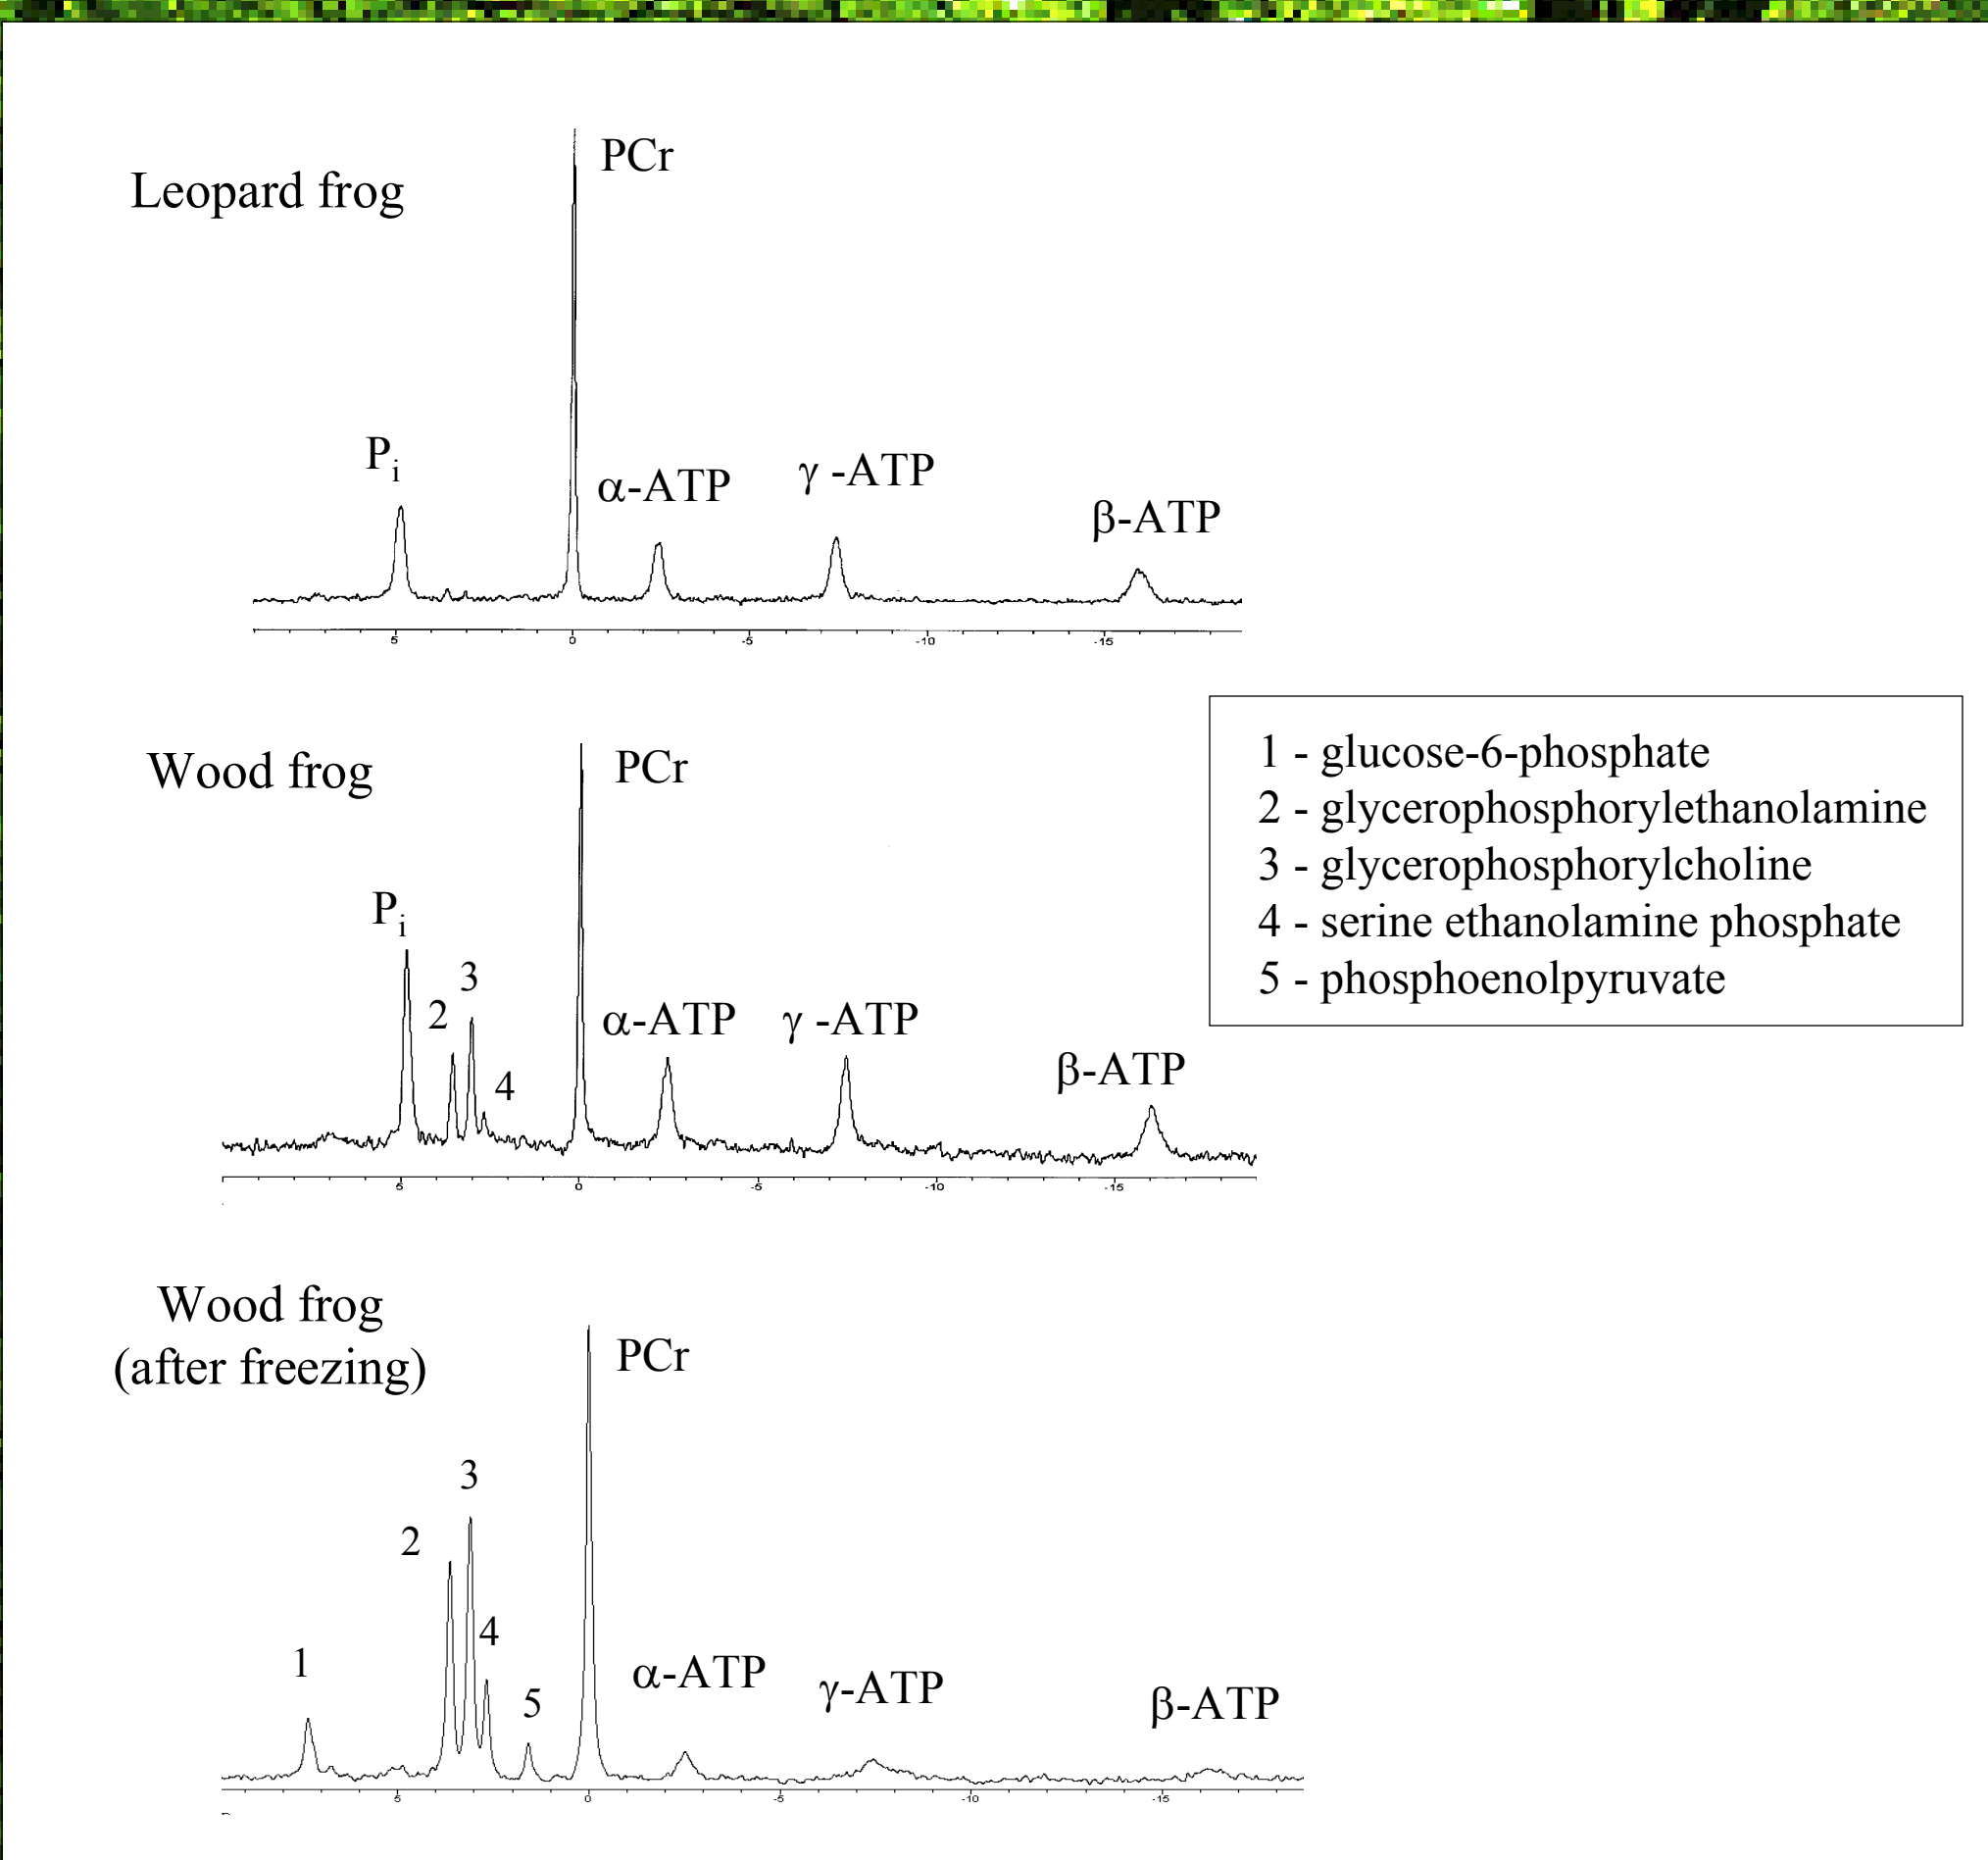 Leopard frog
PCr
Pi
α-ATP
γ -ATP
β-ATP
5 0 -5 -10 -15
Wood frog
PCr
Pi
2
3
4
α-ATP
γ -ATP
β-ATP
5 0 -5 -10 -15
1 - glucose-6-phosphate
2 - glycerophosphorylethanolamine
3 - glycerophosphorylcholine
4 - serine ethanolamine phosphate
5 - phosphoenolpyruvate
Wood frog
(after freezing)
PCr
1
2
3
4
5
α-ATP
γ-ATP
β-ATP
5 0 -5 -10 -15